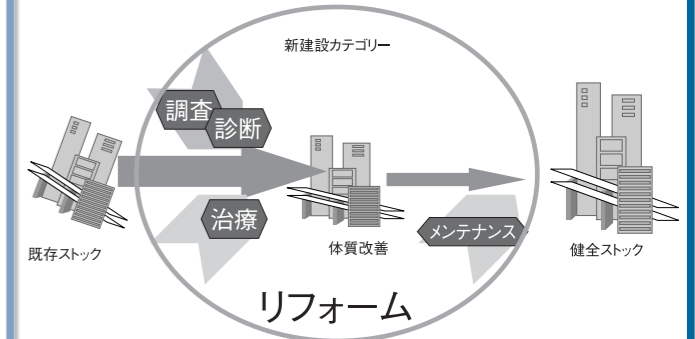 新建設カテゴリー
調査
診断
治療
メンテナンス
既存ストック
体質改善
健全ストック
リフォーム